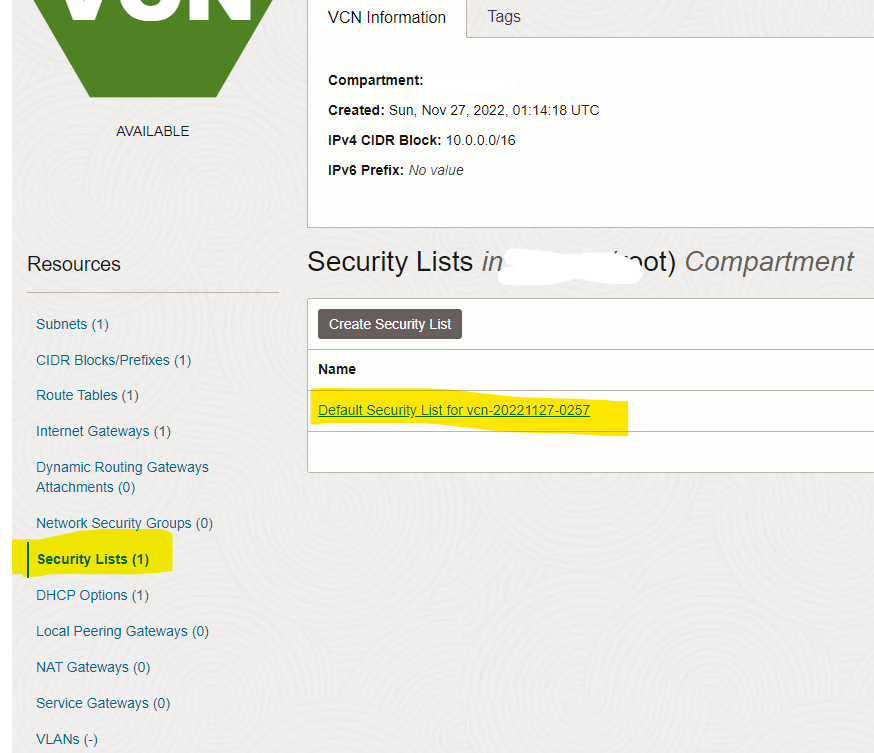 VCN
AVAILABLE
VCN Information
Tags
Compartment:
Created: Sun, Nov 27, 2022, 01:14:18 UTC
IPv4 CIDR Block: 10.0.0.0/16
IPv6 Prefix: No value
Resources
Subnets (1)
CIDR Blocks/Prefixes (1)
Route Tables (1)
Internet Gateways (1)
Dynamic Routing Gateways
Attachments (0)
Network Security Groups (0)
Security Lists (1)
DHCP Options (1)
Local Peering Gateways (0)
NAT Gateways (0)
Service Gateways (0)
VLANs (-)
Security Lists in (root) Compartment
Create Security List
Name
Default Security List for vcn-20221127-0257